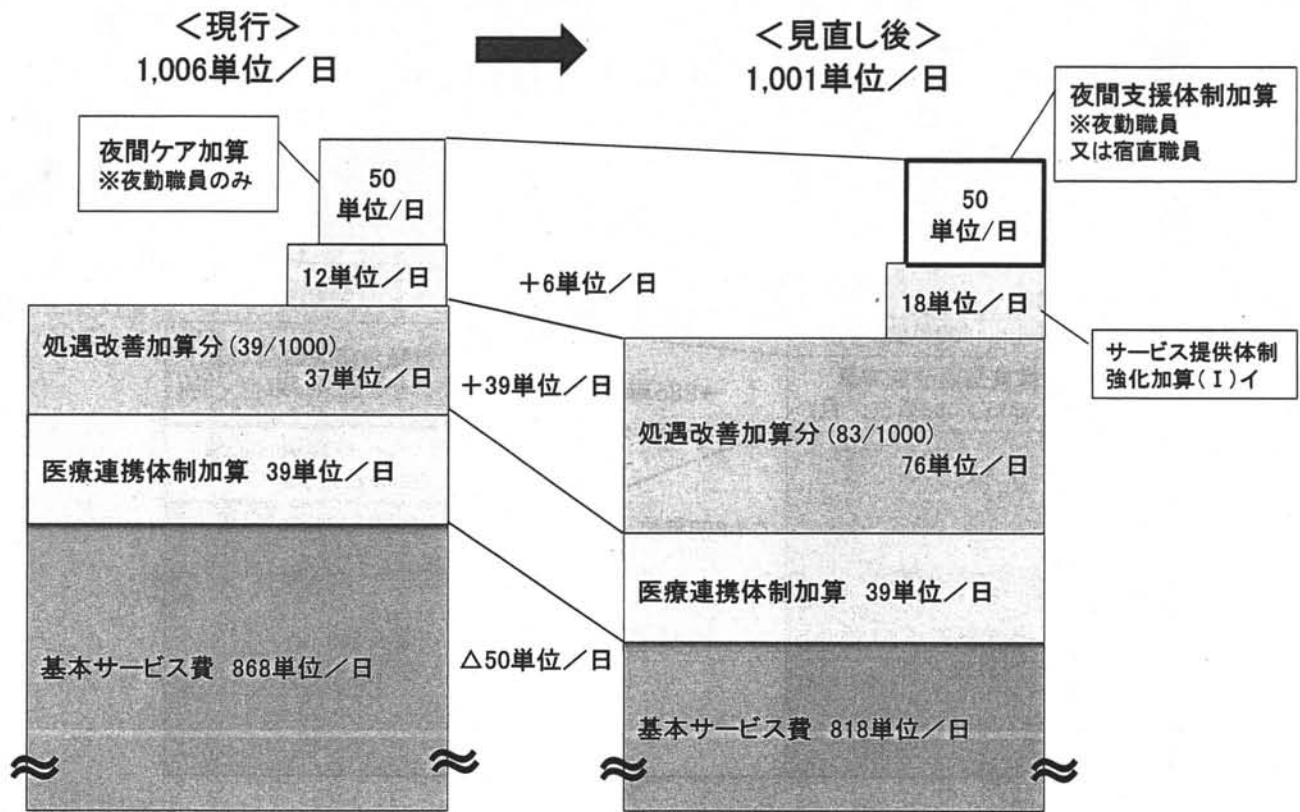 ＜現行＞
1,006単位／日
＜見直し後＞
1,001単位／日
夜間ケア加算
※夜勤職員のみ
50
単位/日
12単位／日
処遇改善加算分(39/1000)
37単位／日
医療連携体制加算 39単位／日
基本サービス費 868単位／日
＋6単位／日
＋39単位／日
△50単位／日
夜間支援体制加算
※夜勤職員
又は宿直職員
50
単位/日
18単位／日
サービス提供体制
強化加算(Ⅰ)イ
処遇改善加算分(83/1000)
76単位／日
医療連携体制加算 39単位／日
基本サービス費 818単位／日